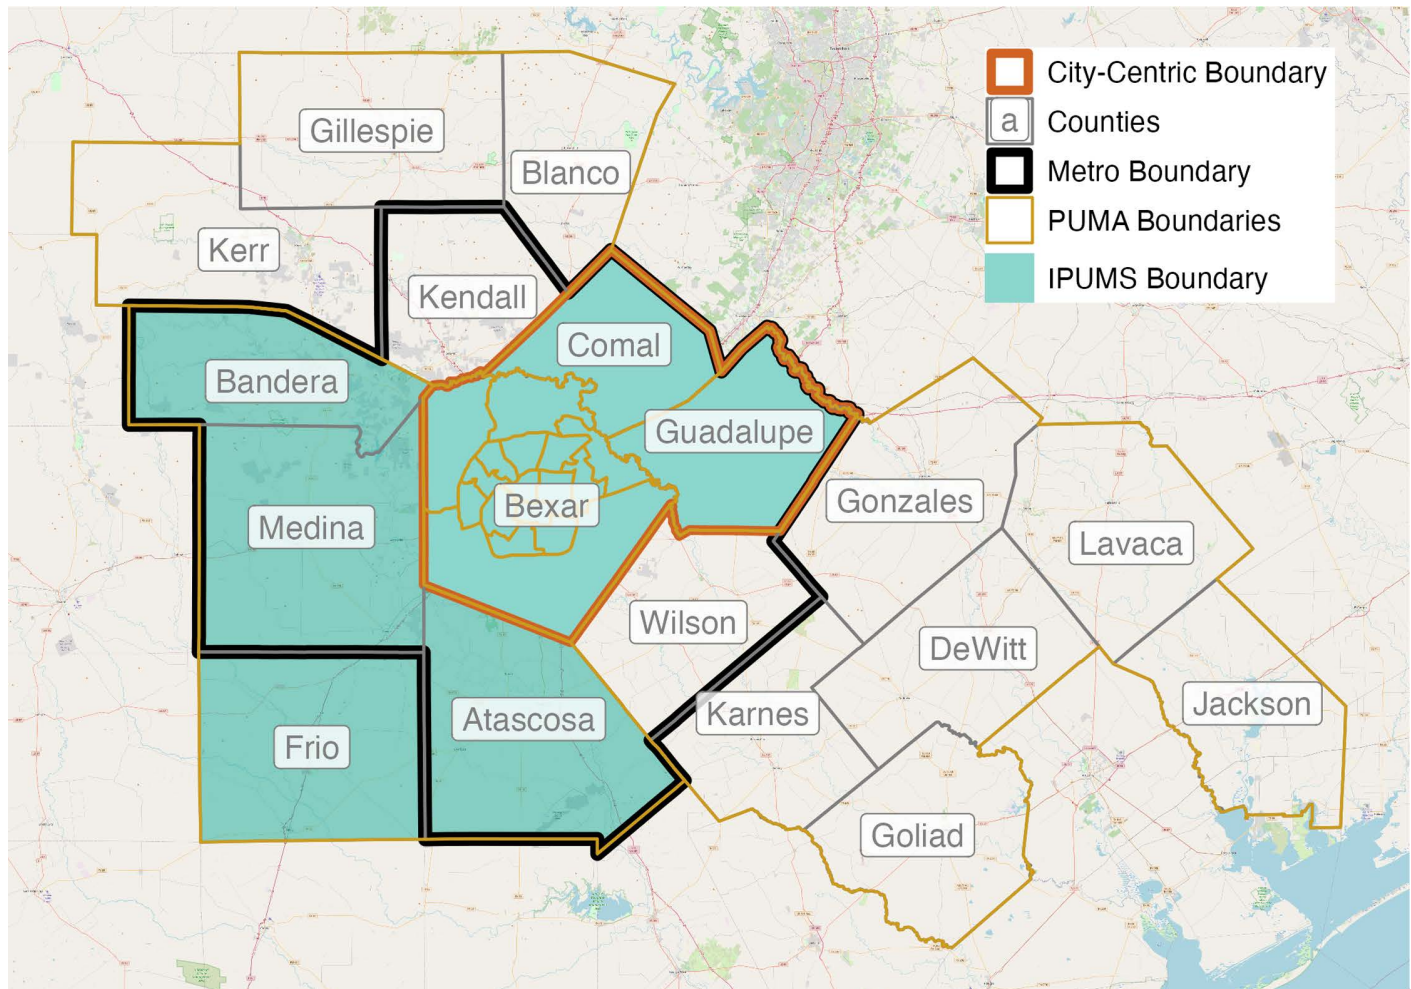 City-Centric Boundary
a Counties
Metro Boundary
PUMA Boundaries
IPUMS Boundary
Gillespie
Blanco
Kerr
Kendall
Comal
Bandera
Guadalupe
Gonzales
Bexar
Medina
Lavaca
Wilson
DeWitt
Jackson
Karnes
Atascosa
Frio
Goliad